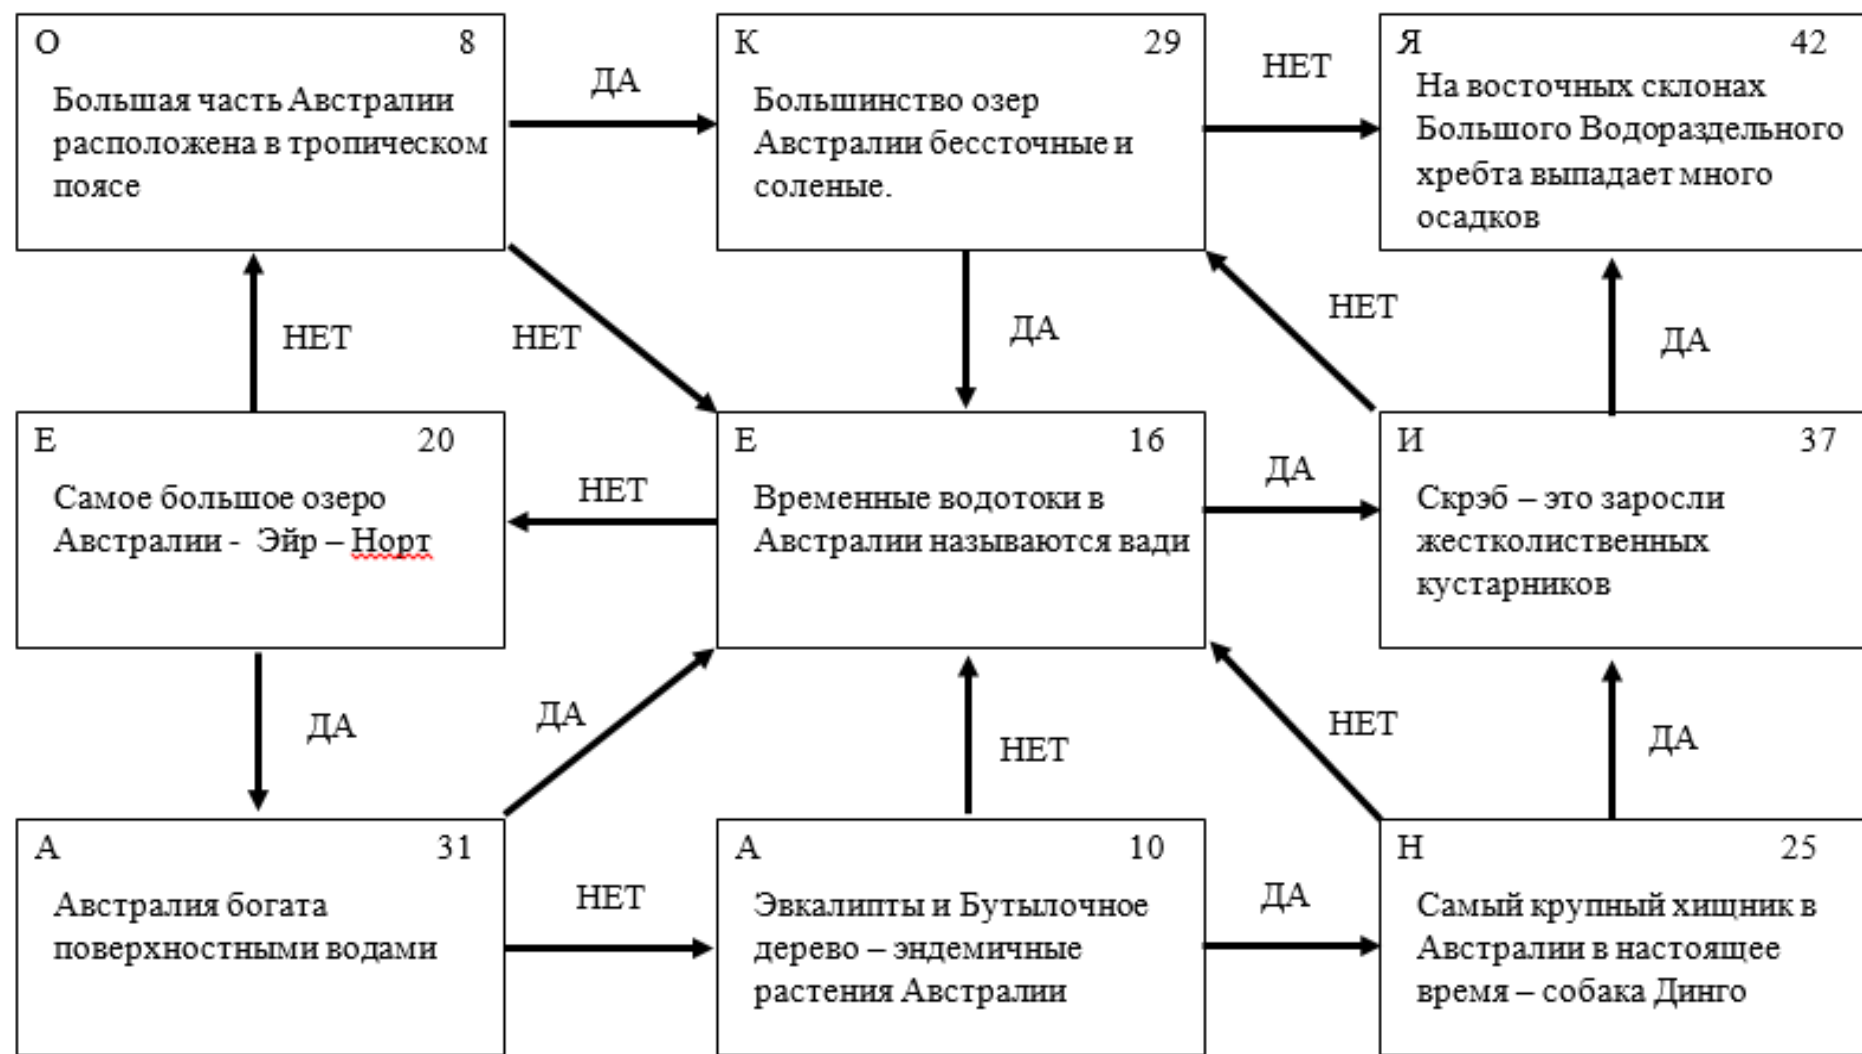 О 8
Большая часть Австралии
расположена в тропическом
поясе
ДА
К 29
Большинство озер
Австралии бессточные и
соленые.
НЕТ
Я 42
На восточных склонах
Большого Водораздельного
хребта выпадает много
осадков
НЕТ
НЕТ
ДА
НЕТ
ДА
Е 20
Самое большое озеро
Австралии - Эйр – Норт
НЕТ
Е 16
Временные водотоки в
Австралии называются вади
ДА
И 37
Скрэб – это заросли
жестколиственных
кустарников
ДА
ДА
НЕТ
НЕТ
ДА
А 31
Австралия богата
поверхностными водами
НЕТ
А 10
Эвкалипты и Бутылочное
дерево – эндемичные
растения Австралии
ДА
Н 25
Самый крупный хищник в
Австралии в настоящее
время – собака Динго